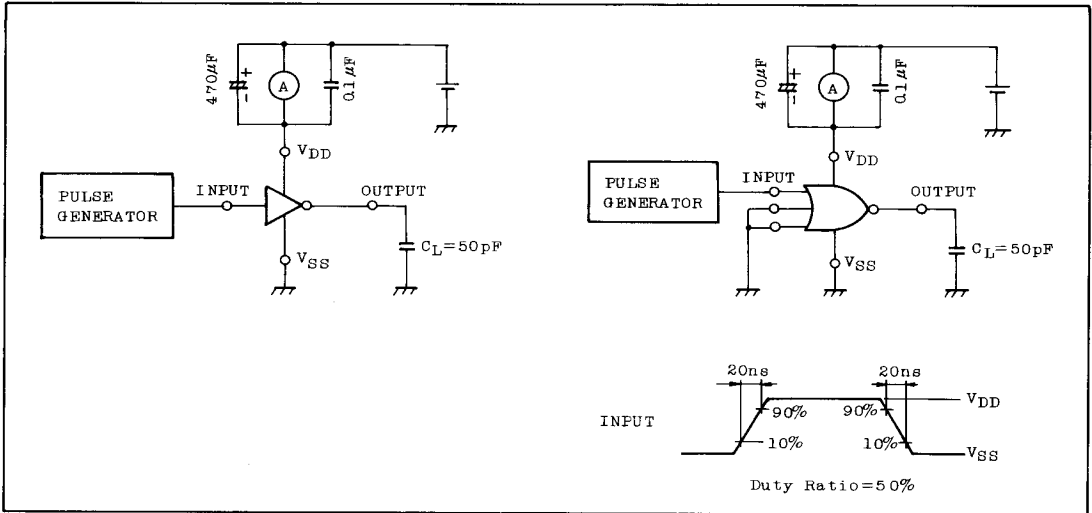 470μF
+
-
A
0.1μF
VDD
PULSE
GENERATOR
INPUT
OUTPUT
CL=50pF
VSS
470μF
+
-
A
0.1μF
VDD
PULSE
GENERATOR
INPUT
OUTPUT
CL=50pF
VSS
20ns
20ns
INPUT
90%
90%
VDD
10%
10%
VSS
Duty Ratio=50%